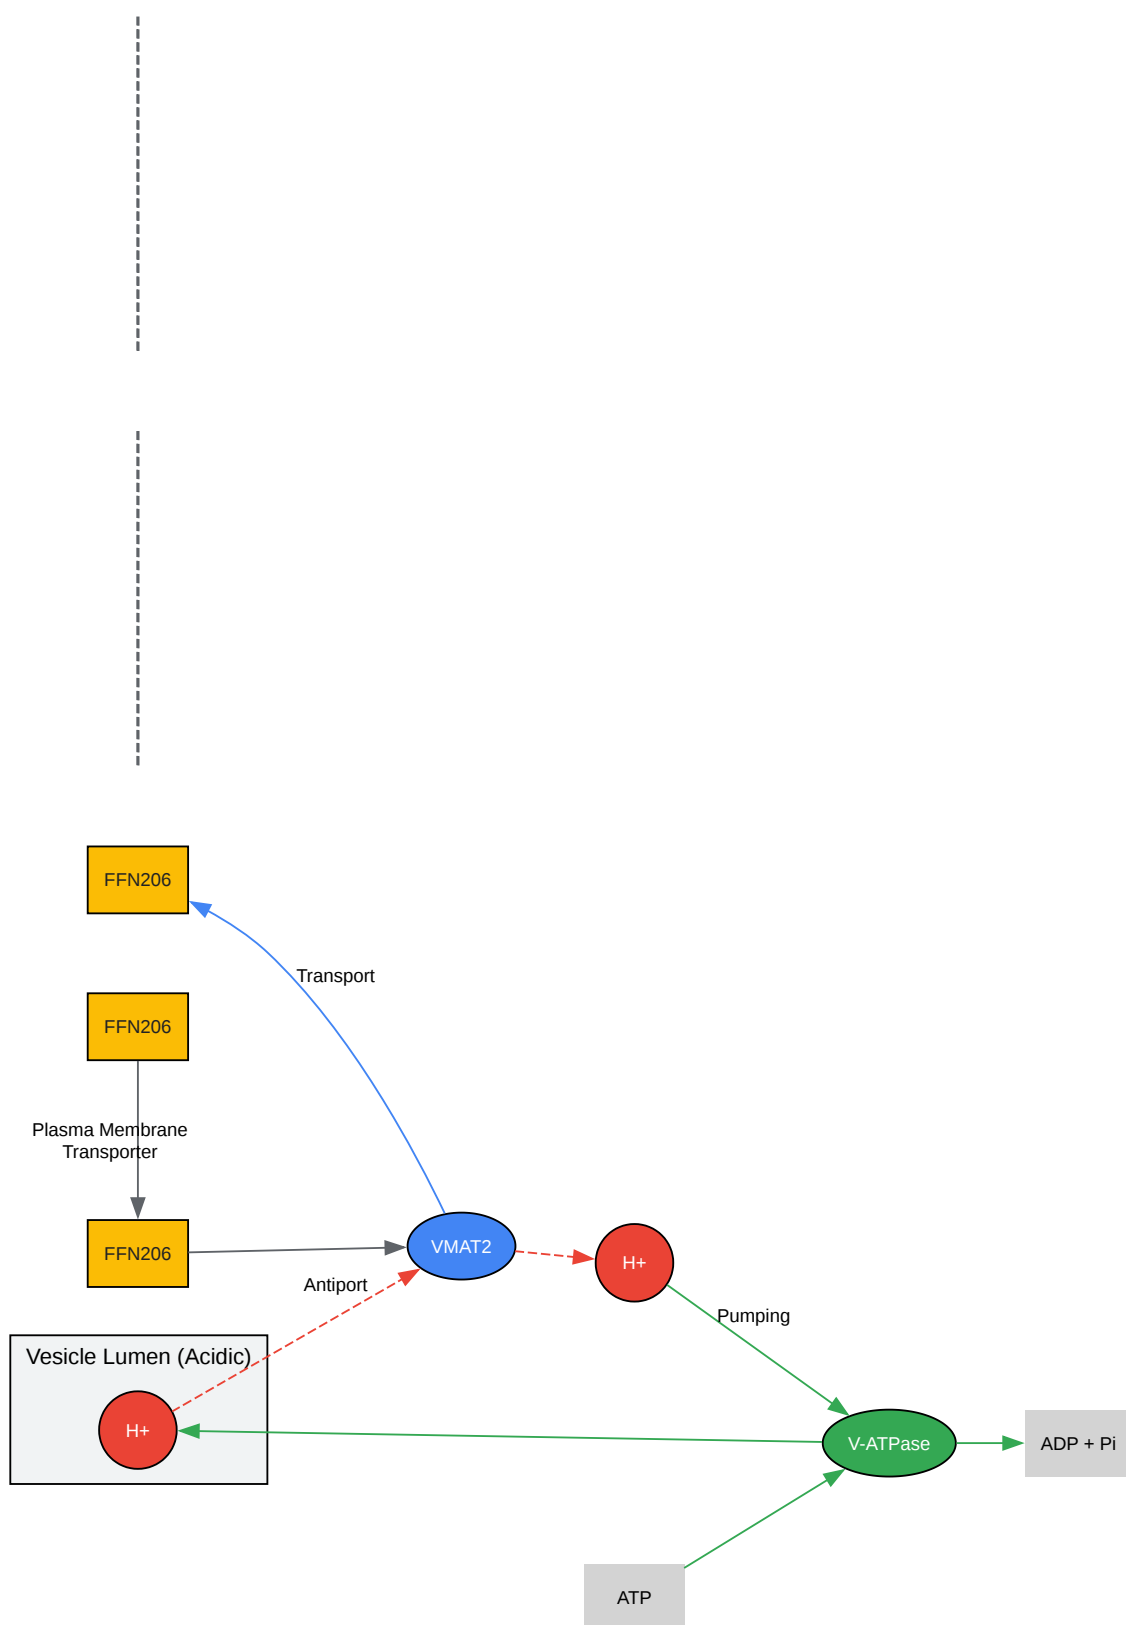 FFN206
Transport
FFN206
Plasma Membrane
Transporter
FFN206
VMAT2
H+
Antiport
Pumping
Vesicle Lumen (Acidic)
H+
V-ATPase
ADP + Pi
ATP